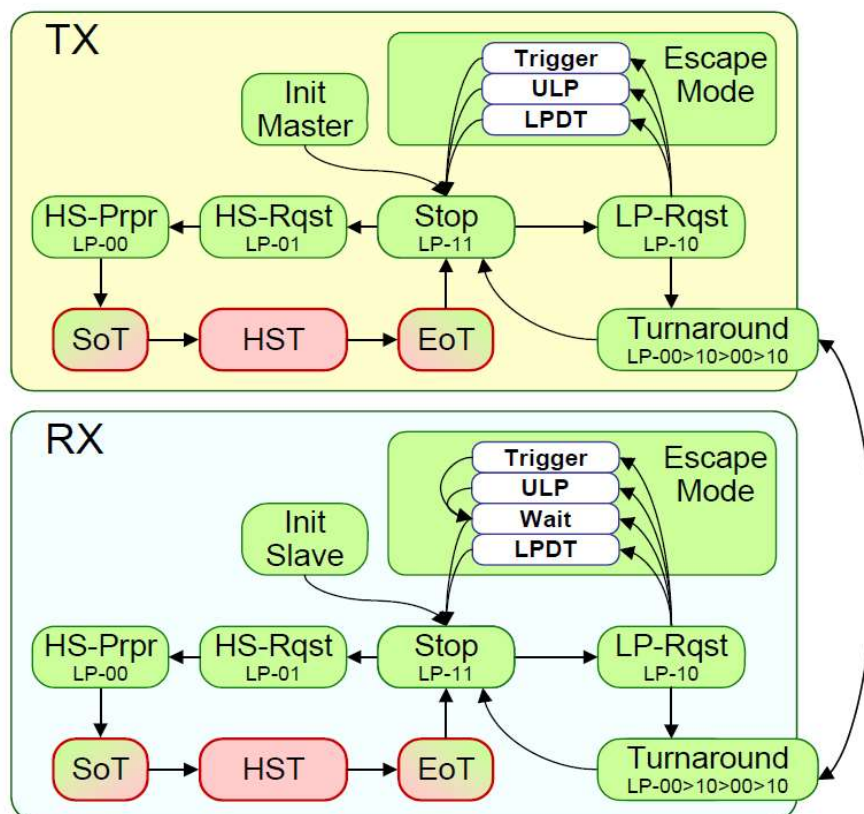 TX
Trigger
ULP
LPDT
Escape
Mode
Init
Master
HS-Prpr
LP-00
HS-Rqst
LP-01
Stop
LP-11
LP-Rqst
LP-10
SoT
HST
EoT
Turnaround
LP-00>10>00>10
RX
Trigger
ULP
Wait
LPDT
Escape
Mode
Init
Slave
HS-Prpr
LP-00
HS-Rqst
LP-01
Stop
LP-11
LP-Rqst
LP-10
SoT
HST
EoT
Turnaround
LP-00>10>00>10